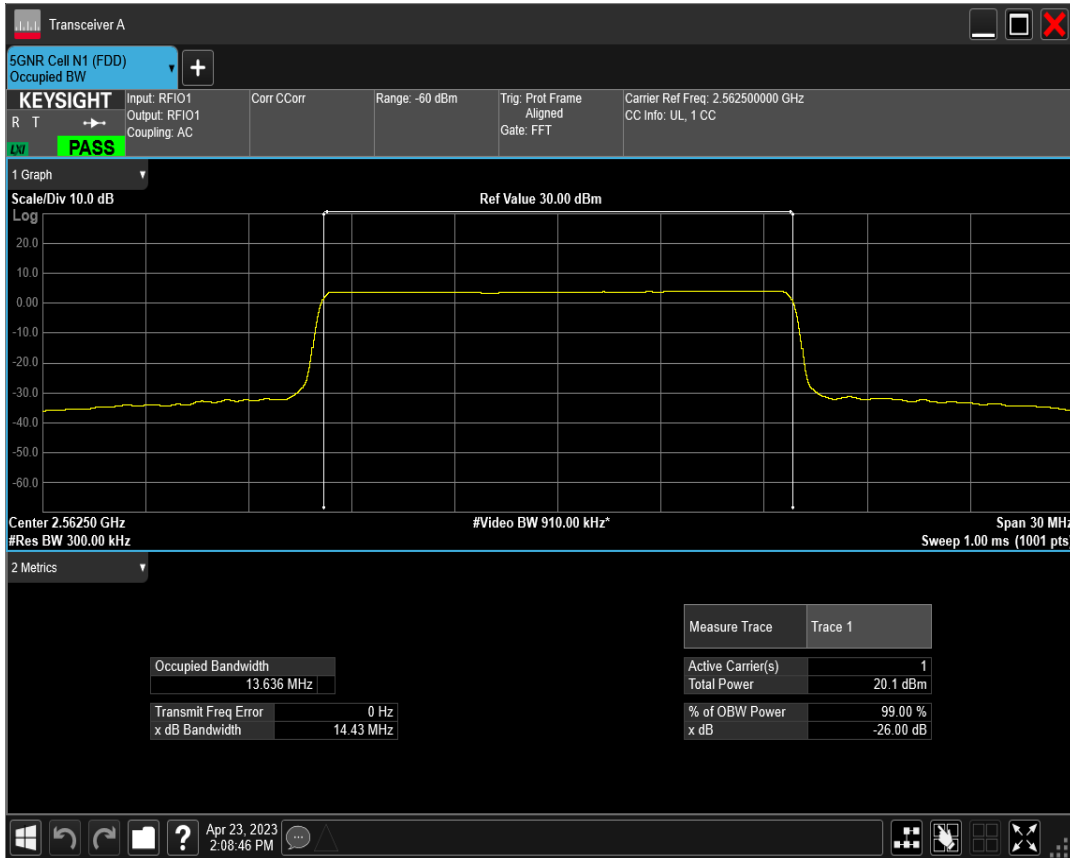 Transceiver A
5GNR Cell N1 (FDD)
Occupied BW
+
KEYSIGHT Input: RFIO1 Corr CCorr Range: -60 dBm Trig: Prot Frame Carrier Ref Freq: 2.562500000 GHz
R T Output: RFIO1 Aligned CC Info: UL, 1 CC
Coupling: AC Gate: FFT
LXI PASS
1 Graph
Scale/Div 10.0 dB Ref Value 30.00 dBm
Log
20.0
10.0
0.00
-10.0
-20.0
-30.0
-40.0
-50.0
-60.0
Center 2.56250 GHz #Video BW 910.00 kHz* Span 30 MHz
#Res BW 300.00 kHz Sweep 1.00 ms (1001 pts)
2 Metrics
Measure Trace Trace 1
Occupied Bandwidth Active Carrier(s) 1
13.636 MHz Total Power 20.1 dBm
Transmit Freq Error 0 Hz % of OBW Power 99.00 %
x dB Bandwidth 14.43 MHz x dB -26.00 dB
? Apr 23, 2023
2:08:46 PM